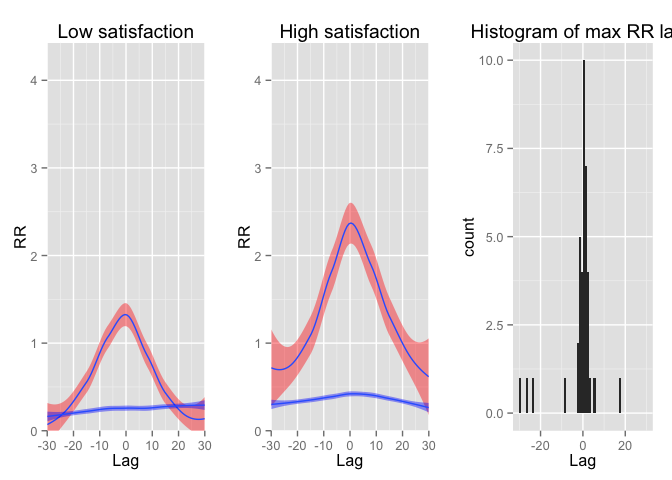 Low satisfaction
High satisfaction
Histogram of max RR la
RR
4
3
2
1
0
-30 -20 -10 0 10 20 30
Lag
RR
4
3
2
1
0
-30 -20 -10 0 10 20 30
Lag
count
10.0
7.5
5.0
2.5
0.0
-20 0 20
Lag